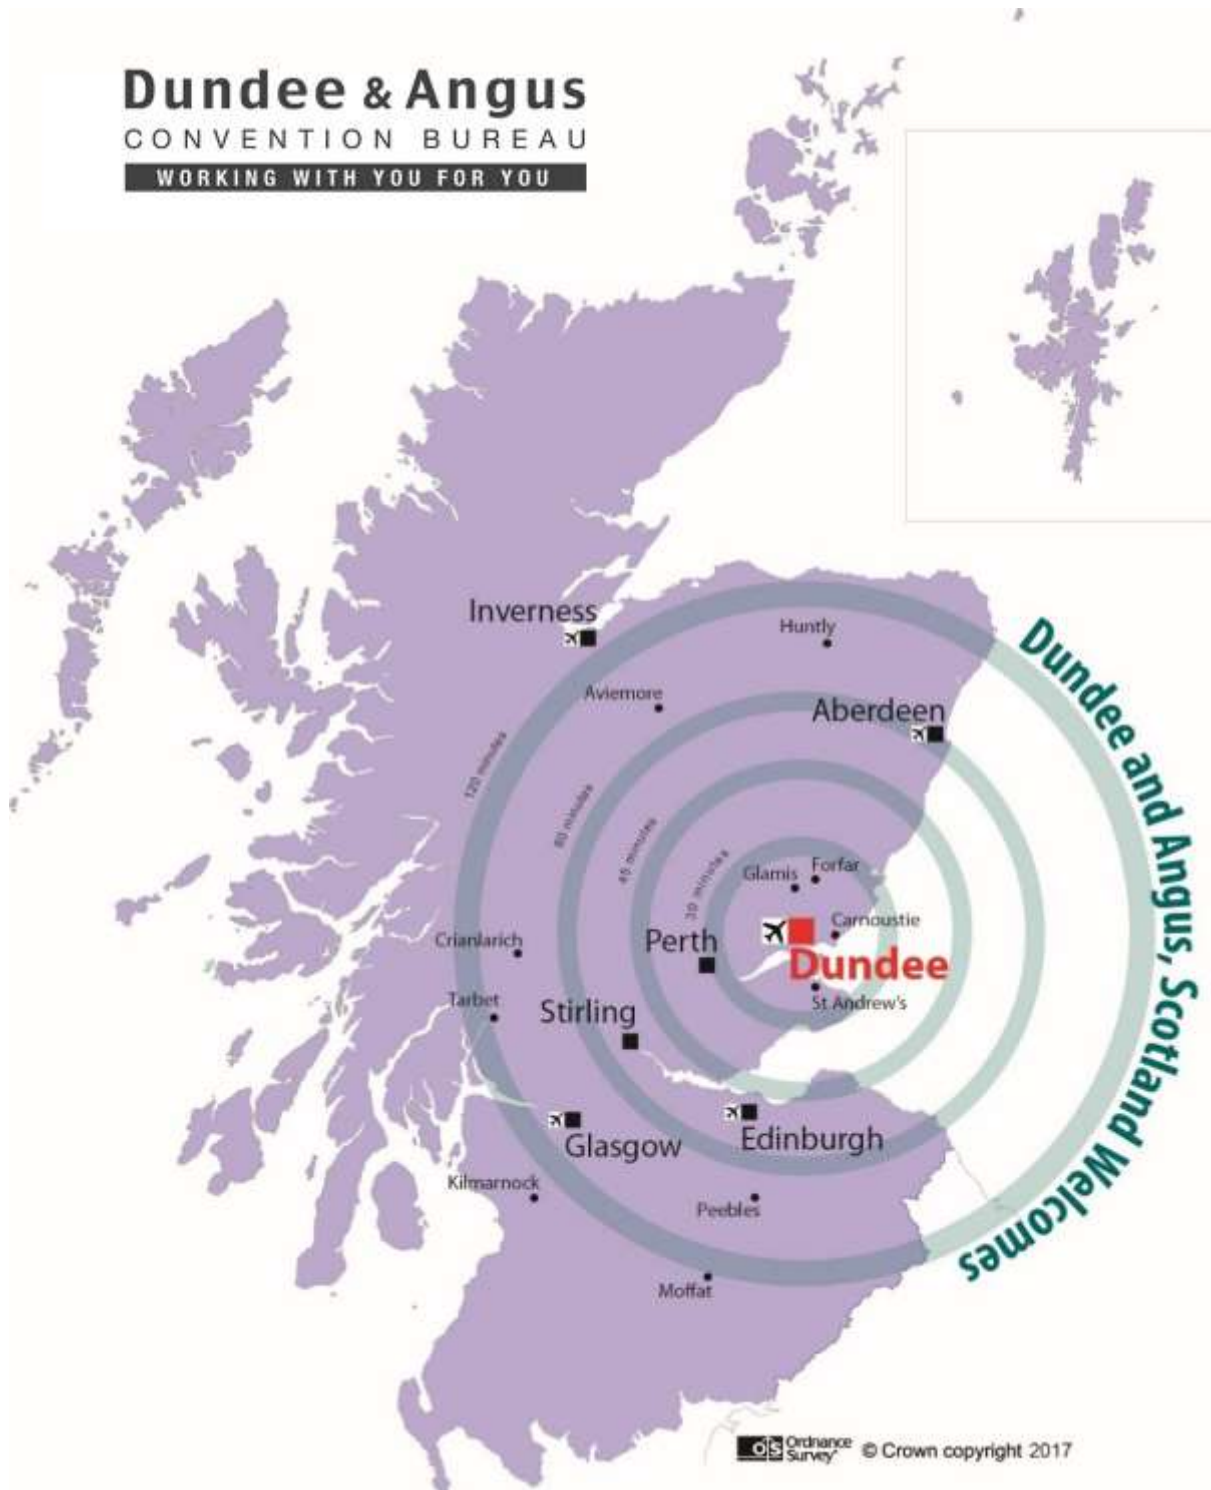 Dundee & Angus
CONVENTION BUREAU
WORKING WITH YOU FOR YOU
Inverness
Huntly
Aviemore
Aberdeen
120 minutes
minutes
45 minutes
30 minutes
Glamis
Forfar
Carnoustie
Crianlarich
Perth
Dundee
Tarbet
Stirling
St Andrew's
Glasgow
Edinburgh
Kilmarnock
Peebles
Moffat
Dundee and Angus, Scotland Welcomes
OS
Ordnance
Survey
© Crown copyright 2017